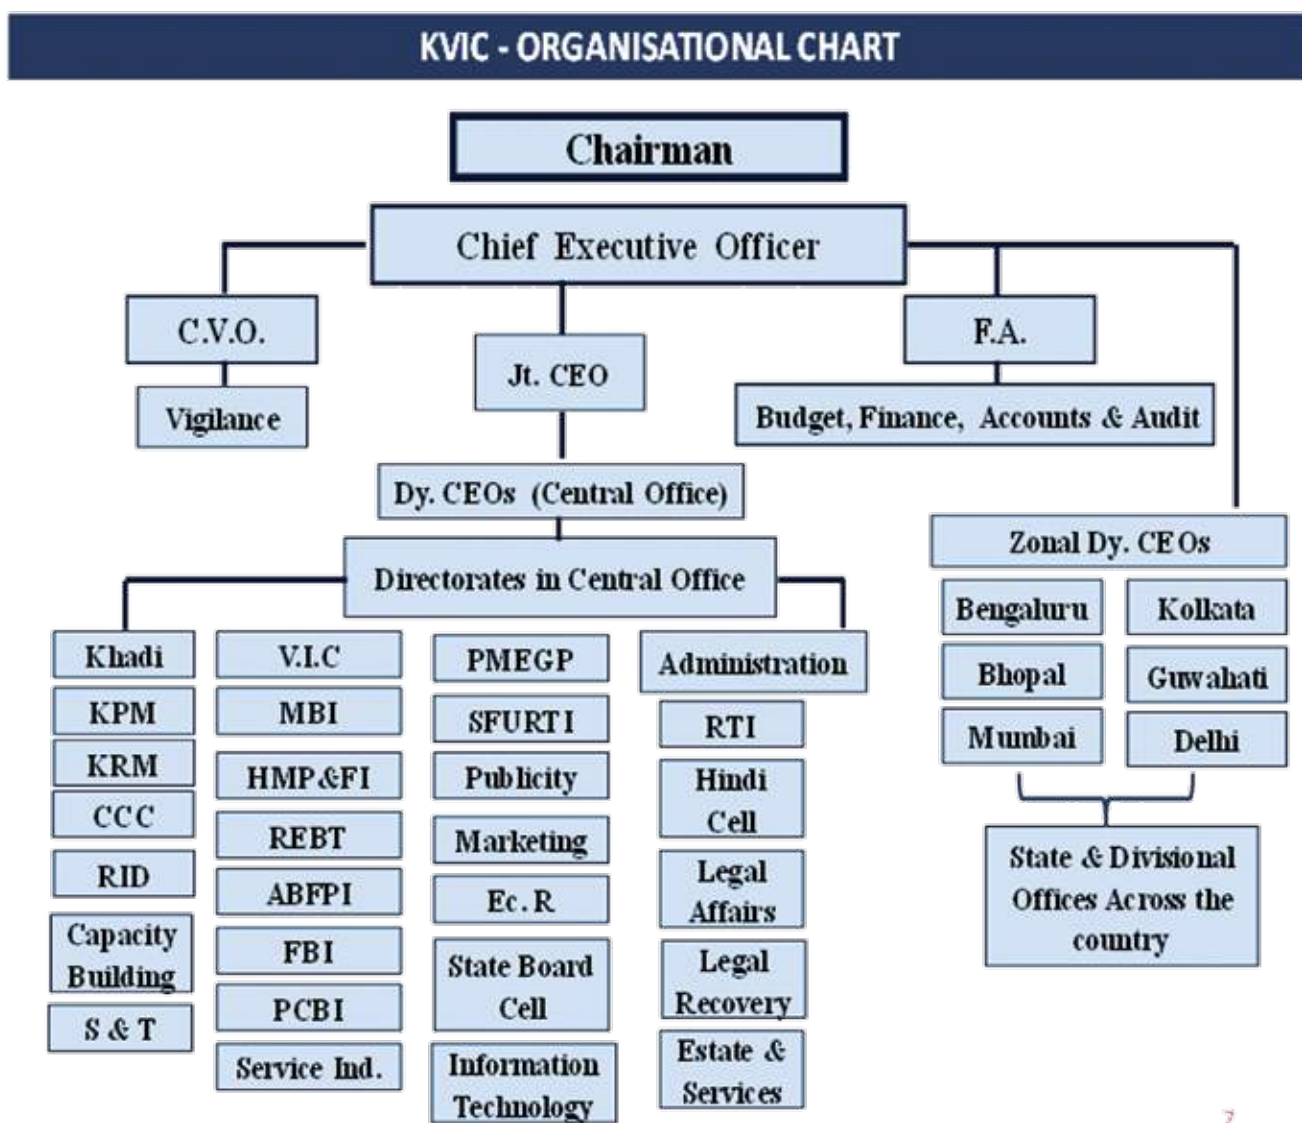 KVIC - ORGANISATIONAL CHART
Chairman
Chief Executive Officer
C.V.O.
Vigilance
Jt. CEO
F.A.
Budget, Finance, Accounts & Audit
Dy. CEOs (Central Office)
Directorates in Central Office
Khadi
KPM
KRM
CCC
RID
Capacity
Building
S & T
V.I.C
MBI
HMP&FI
REBT
ABFPI
FBI
PCBI
Service Ind.
PMEGP
SFURTI
Publicity
Marketing
Ec. R
State Board
Cell
Information
Technology
Administration
RTI
Hindi
Cell
Legal
Affairs
Legal
Recovery
Estate &
Services
Zonal Dy. CEOs
Bengaluru
Kolkata
Bhopal
Guwahati
Mumbai
Delhi
State & Divisional
Offices Across the
country
7